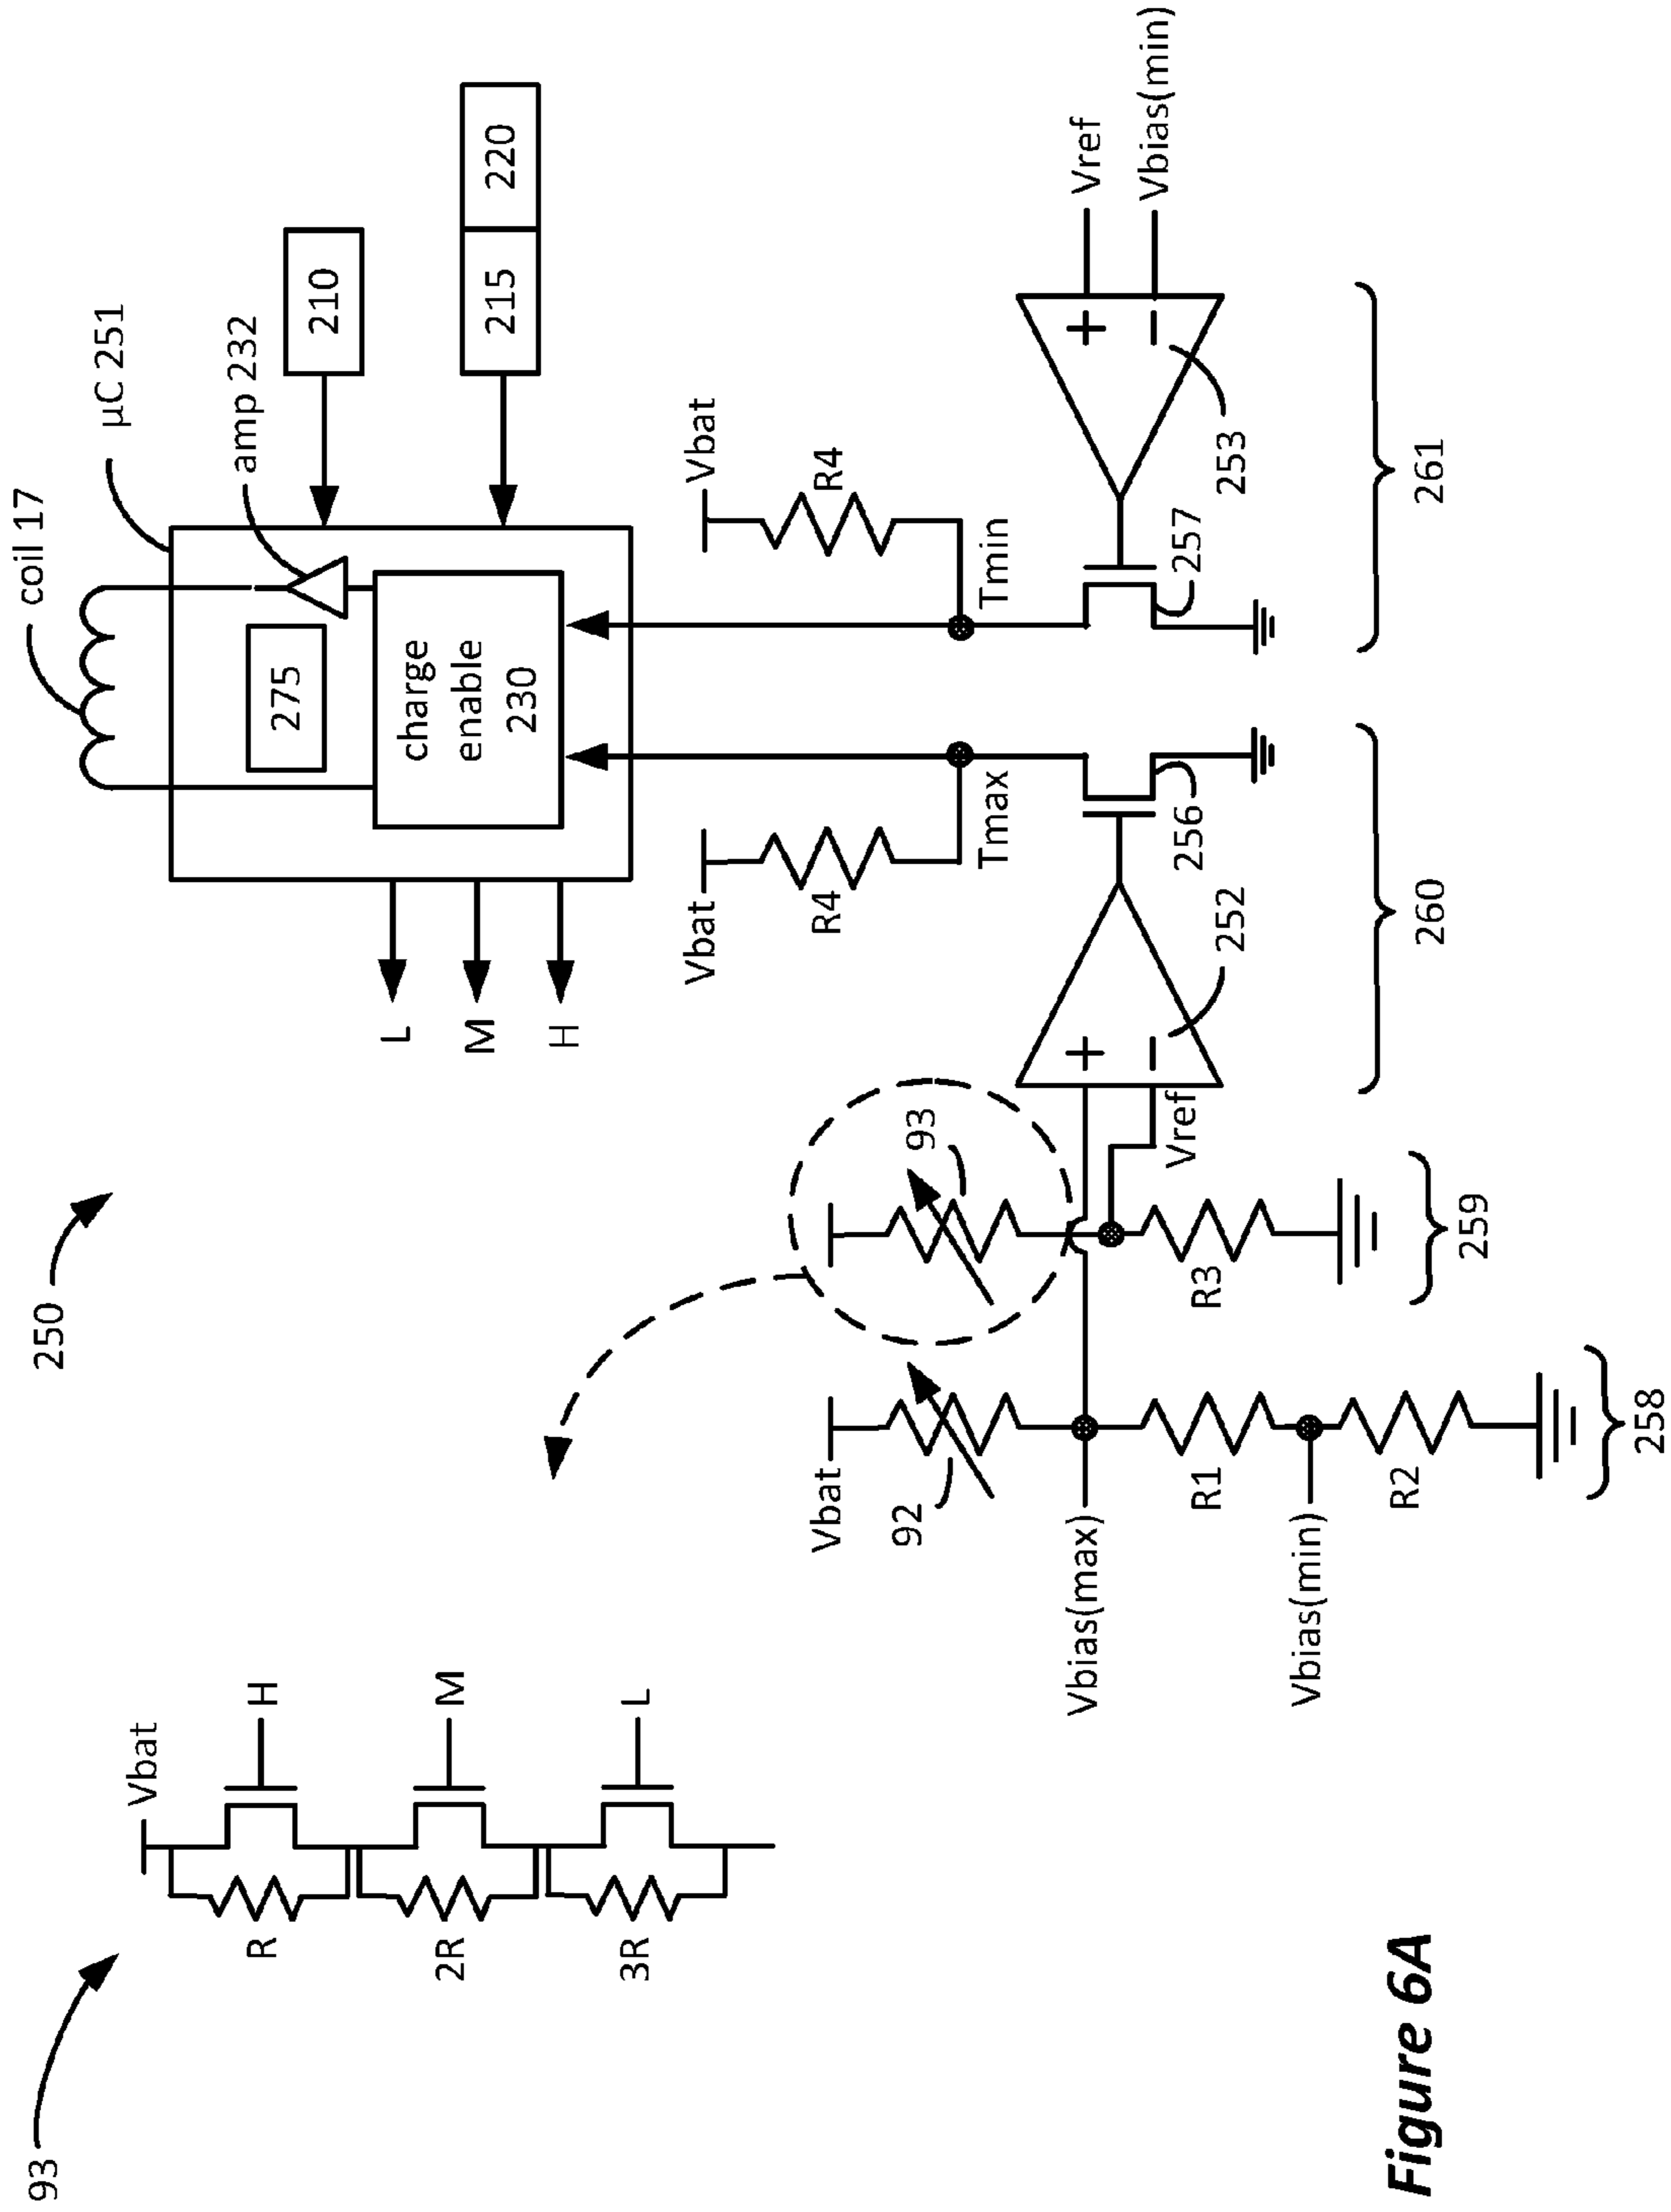 93
Vbat
R
H
2R
M
3R
L
250
coil 17
µC 251
amp 232
275
charge
enable
230
210
215
220
L
M
H
Vbat
R4
Vbat
R4
Tmax
Tmin
Vbat
92
93
Vbias(max)
R1
Vbias(min)
R2
R3
Vref
+
−
252
256
257
+
−
253
Vref
Vbias(min)
258
259
260
261
Figure 6A